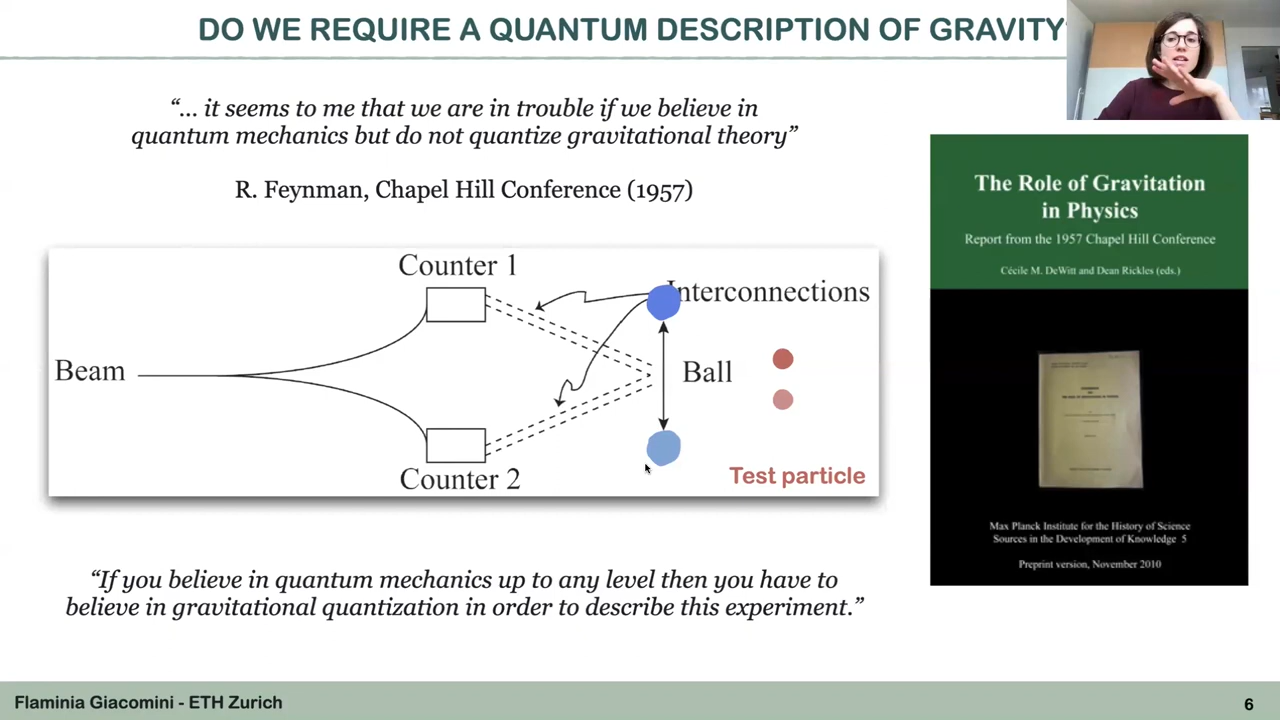 DO WE REQUIRE A QUANTUM DESCRIPTION OF GRAVITY
“... it seems to me that we are in trouble if we believe in
quantum mechanics but do not quantize gravitational theory”
R. Feynman, Chapel Hill Conference (1957)
Counter 1
Interconnections
Beam
Ball
Counter 2
Test particle
“If you believe in quantum mechanics up to any level then you have to
believe in gravitational quantization in order to describe this experiment.”
The Role of Gravitation
in Physics
Report from the 1957 Chapel Hill Conference
Cécile M. DeWitt and Dean Rickles (eds.)
Max Planck Institute for the History of Science
Sources in the Development of Knowledge 5
Preprint version, November 2010
Flaminia Giacomini - ETH Zurich
6